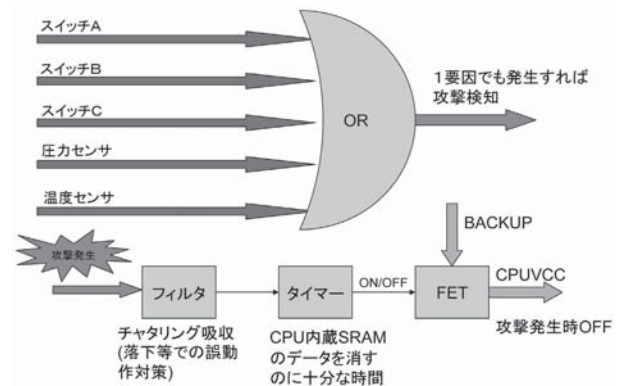 スイッチA
スイッチB
スイッチC
圧力センサ
温度センサ
OR
1要因でも発生すれば
攻撃検知
攻撃発生
フィルタ
チャタリング吸収
(落下等での誤動
作対策)
タイマー
CPU内蔵SRAM
のデータを消す
のに十分な時間
ON/OFF
BACKUP
FET
CPUVCC
攻撃発生時OFF